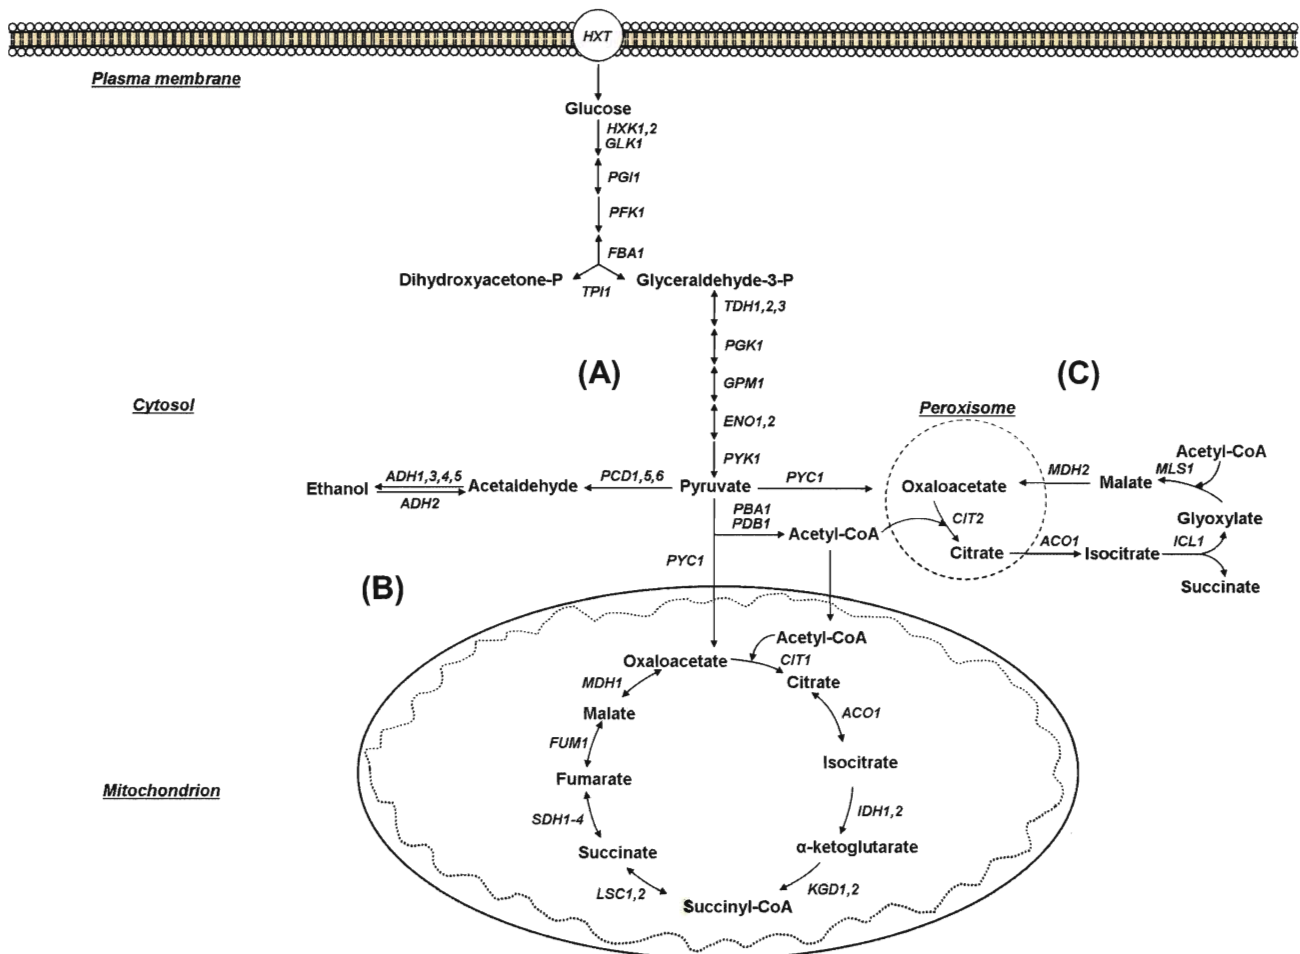 HXT
Plasma membrane
Glucose
HXK1,2
GLK1
PGI1
PFK1
FBA1
Dihydroxyacetone-P
Glyceraldehyde-3-P
TPI1
TDH1,2,3
PGK1
(A)
(C)
GPM1
Cytosol
Peroxisome
ENO1,2
PYK1
Ethanol
ADH1,3,4,5
ADH2
Acetaldehyde
PCD1,5,6
Pyruvate
PYC1
Oxaloacetate
MDH2
Malate
MLS1
Acetyl-CoA
PBA1
PDB1
Acetyl-CoA
CIT2
Glyoxylate
Citrate
ACO1
Isocitrate
ICL1
Succinate
PYC1
(B)
Acetyl-CoA
Oxaloacetate
CIT1
Citrate
MDH1
Malate
ACO1
FUM1
Isocitrate
Fumarate
Mitochondrion
IDH1,2
SDH1-4
α-ketoglutarate
Succinate
LSC1,2
KGD1,2
Succinyl-CoA